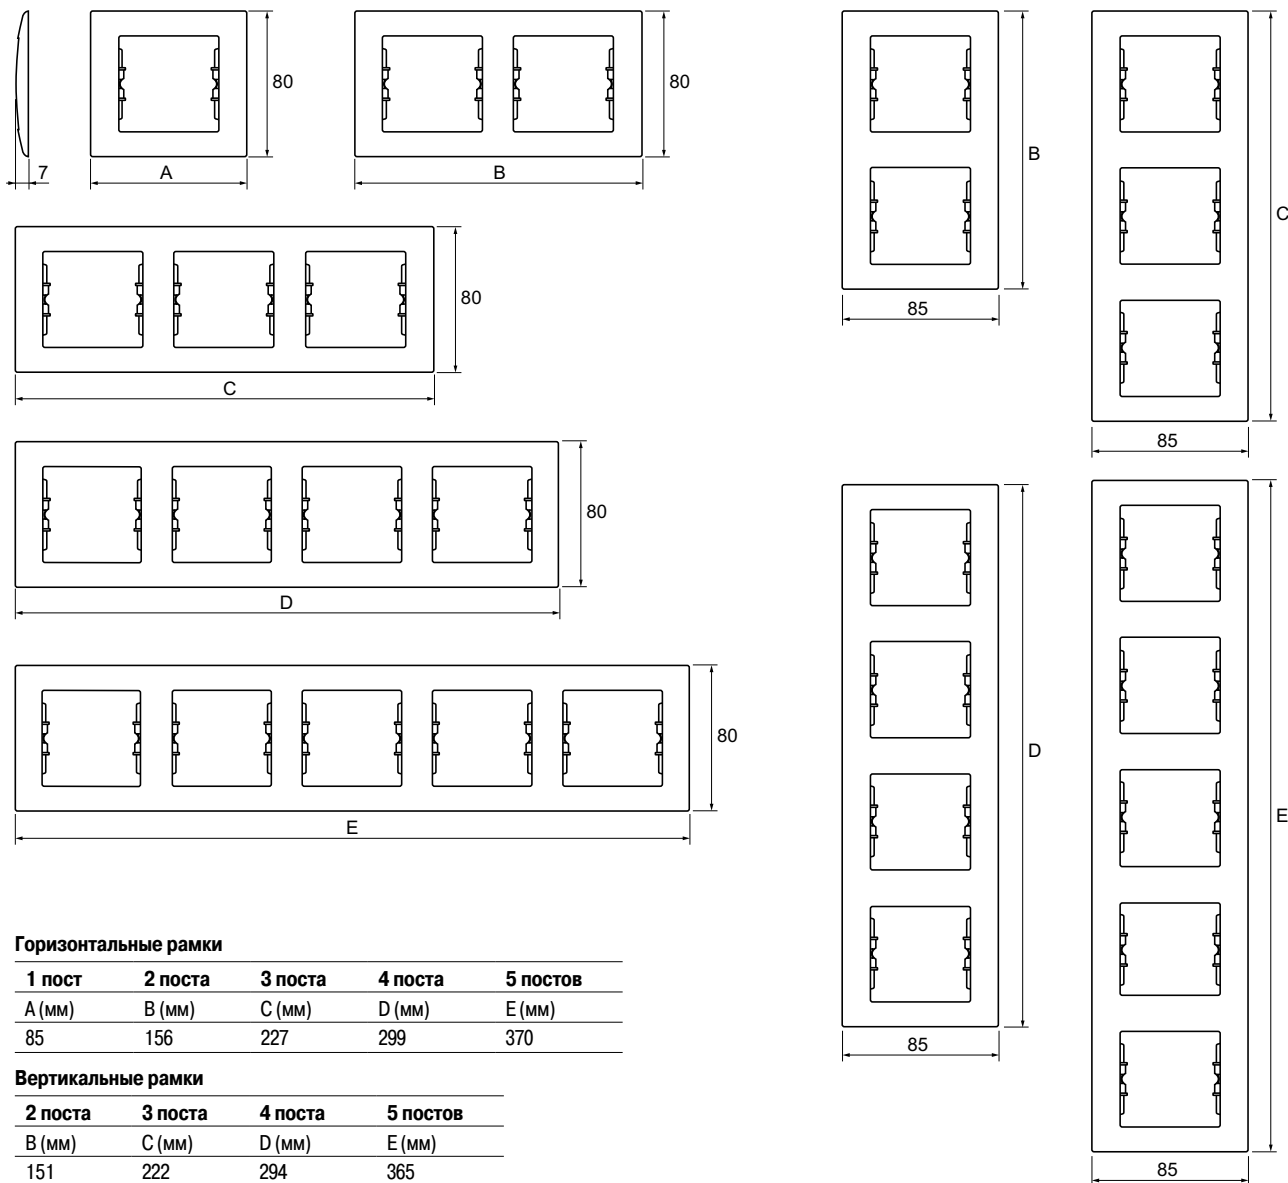 80
7
A
80
B
80
C
80
D
80
E
B
85
C
85
D
85
E
85
Горизонтальные рамки
1 пост 2 поста 3 поста 4 поста 5 постов
A (мм) B (мм) C (мм) D (мм) E (мм)
85 156 227 299 370
Вертикальные рамки
2 поста 3 поста 4 поста 5 постов
B (мм) C (мм) D (мм) E (мм)
151 222 294 365